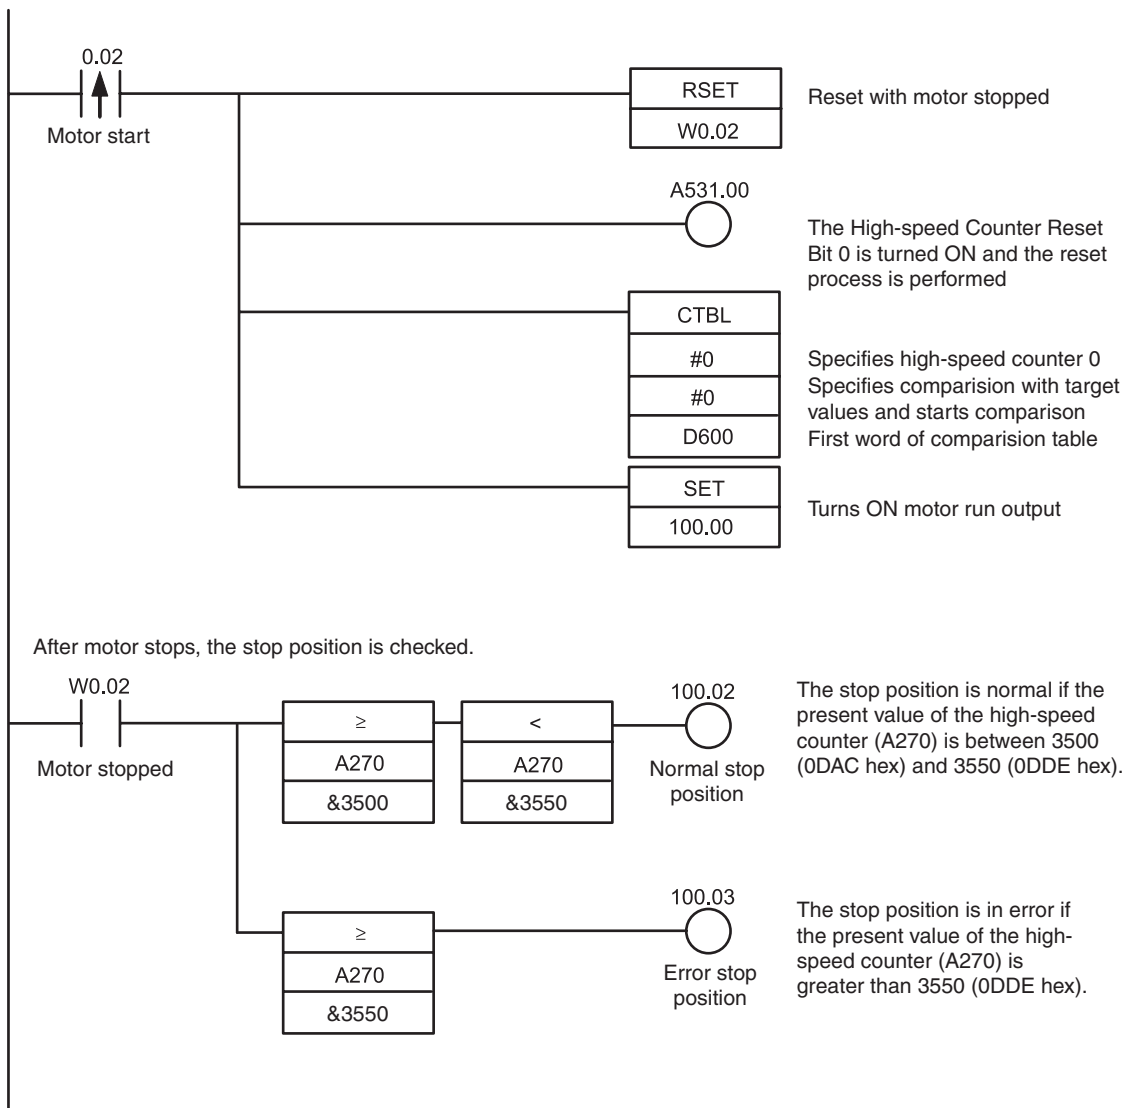 0.02
Motor start
RSET
W0.02
Reset with motor stopped
A531.00
The High-speed Counter Reset
Bit 0 is turned ON and the reset
process is performed
CTBL
#0
#0
D600
Specifies high-speed counter 0
Specifies comparision with target
values and starts comparison
First word of comparision table
SET
100.00
Turns ON motor run output
After motor stops, the stop position is checked.
W0.02
Motor stopped
≥
A270
&3500
<
A270
&3550
100.02
Normal stop
position
The stop position is normal if the
present value of the high-speed
counter (A270) is between 3500
(0DAC hex) and 3550 (0DDE hex).
≥
A270
&3550
100.03
Error stop
position
The stop position is in error if
the present value of the high-
speed counter (A270) is
greater than 3550 (0DDE hex).